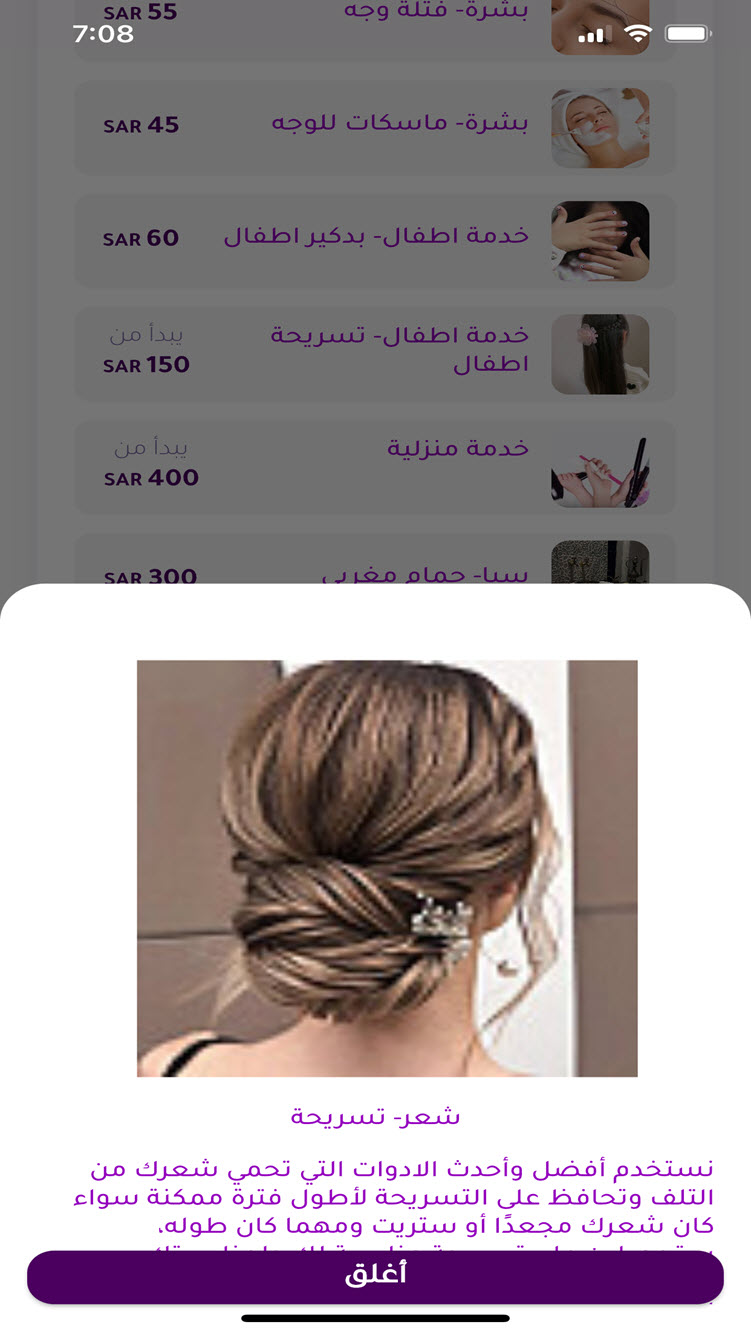 بشرة- فتلة وجه
SAR 55
7:08
بشرة- ماسكات للوجه
SAR 45
خدمة اطفال- بدكير اطفال
SAR 60
خدمة اطفال- تسريحة
اطفال
يبدأ من
SAR 150
خدمة منزلية
يبدأ من
SAR 400
سبا- حمام مغربي
SAR 300
شعر- تسريحة
نستخدم أفضل وأحدث الادوات التي تحمي شعرك من
التلف وتحافظ على التسريحة لأطول فترة ممكنة سواء
كان شعرك مجعدًا أو ستريت ومهما كان طوله،
أغلق